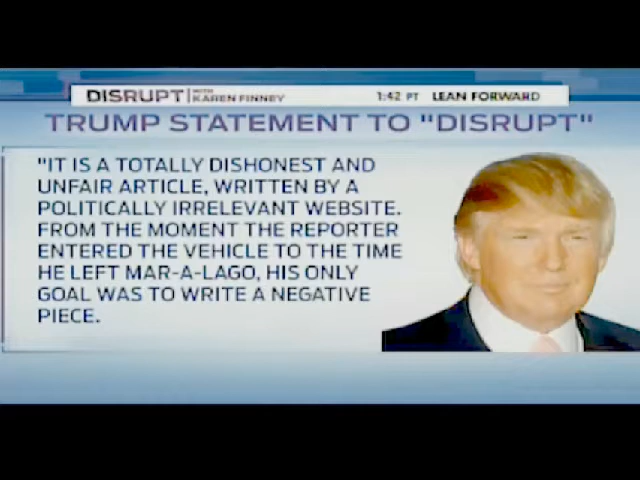 DISRUPT WITH KAREN FINNEY 1:42 PT LEAN FORWARD
TRUMP STATEMENT TO "DISRUPT"
"IT IS A TOTALLY DISHONEST AND
UNFAIR ARTICLE, WRITTEN BY A
POLITICALLY IRRELEVANT WEBSITE.
FROM THE MOMENT THE REPORTER
ENTERED THE VEHICLE TO THE TIME
HE LEFT MAR-A-LAGO, HIS ONLY
GOAL WAS TO WRITE A NEGATIVE
PIECE.